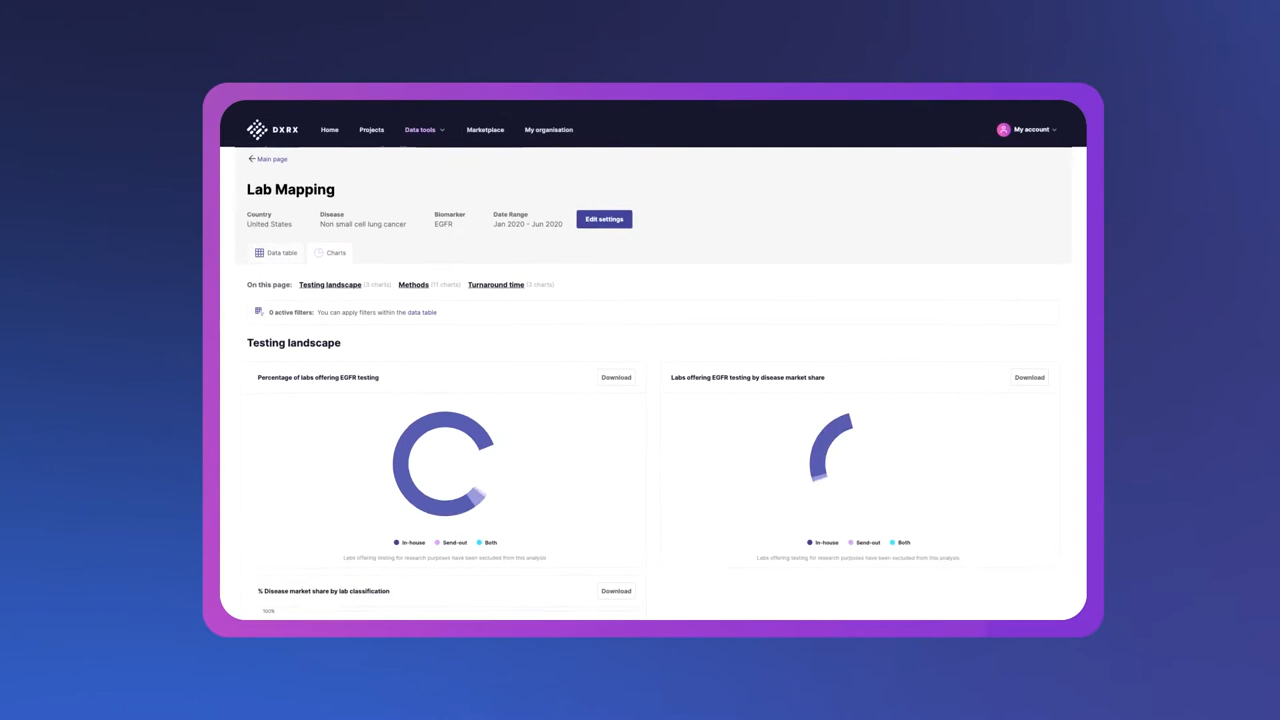 DXRX Home Projects Data tools Marketplace My organisation My account
Main page
Lab Mapping
Country Disease Biomarker Date Range
United States Non small cell lung cancer EGFR Jan 2020 - Jun 2020 Edit settings
Data table Charts
On this page: Testing landscape (3 charts) Methods (11 charts) Turnaround time (3 charts)
0 active filters: You can apply filters within the data table
Testing landscape
Percentage of labs offering EGFR testing Download
Labs offering EGFR testing by disease market share Download
In-house Send-out Both
Labs offering testing for research purposes have been excluded from this analysis
In-house Send-out Both
Labs offering testing for research purposes have been excluded from this analysis.
% Disease market share by lab classification Download
100%